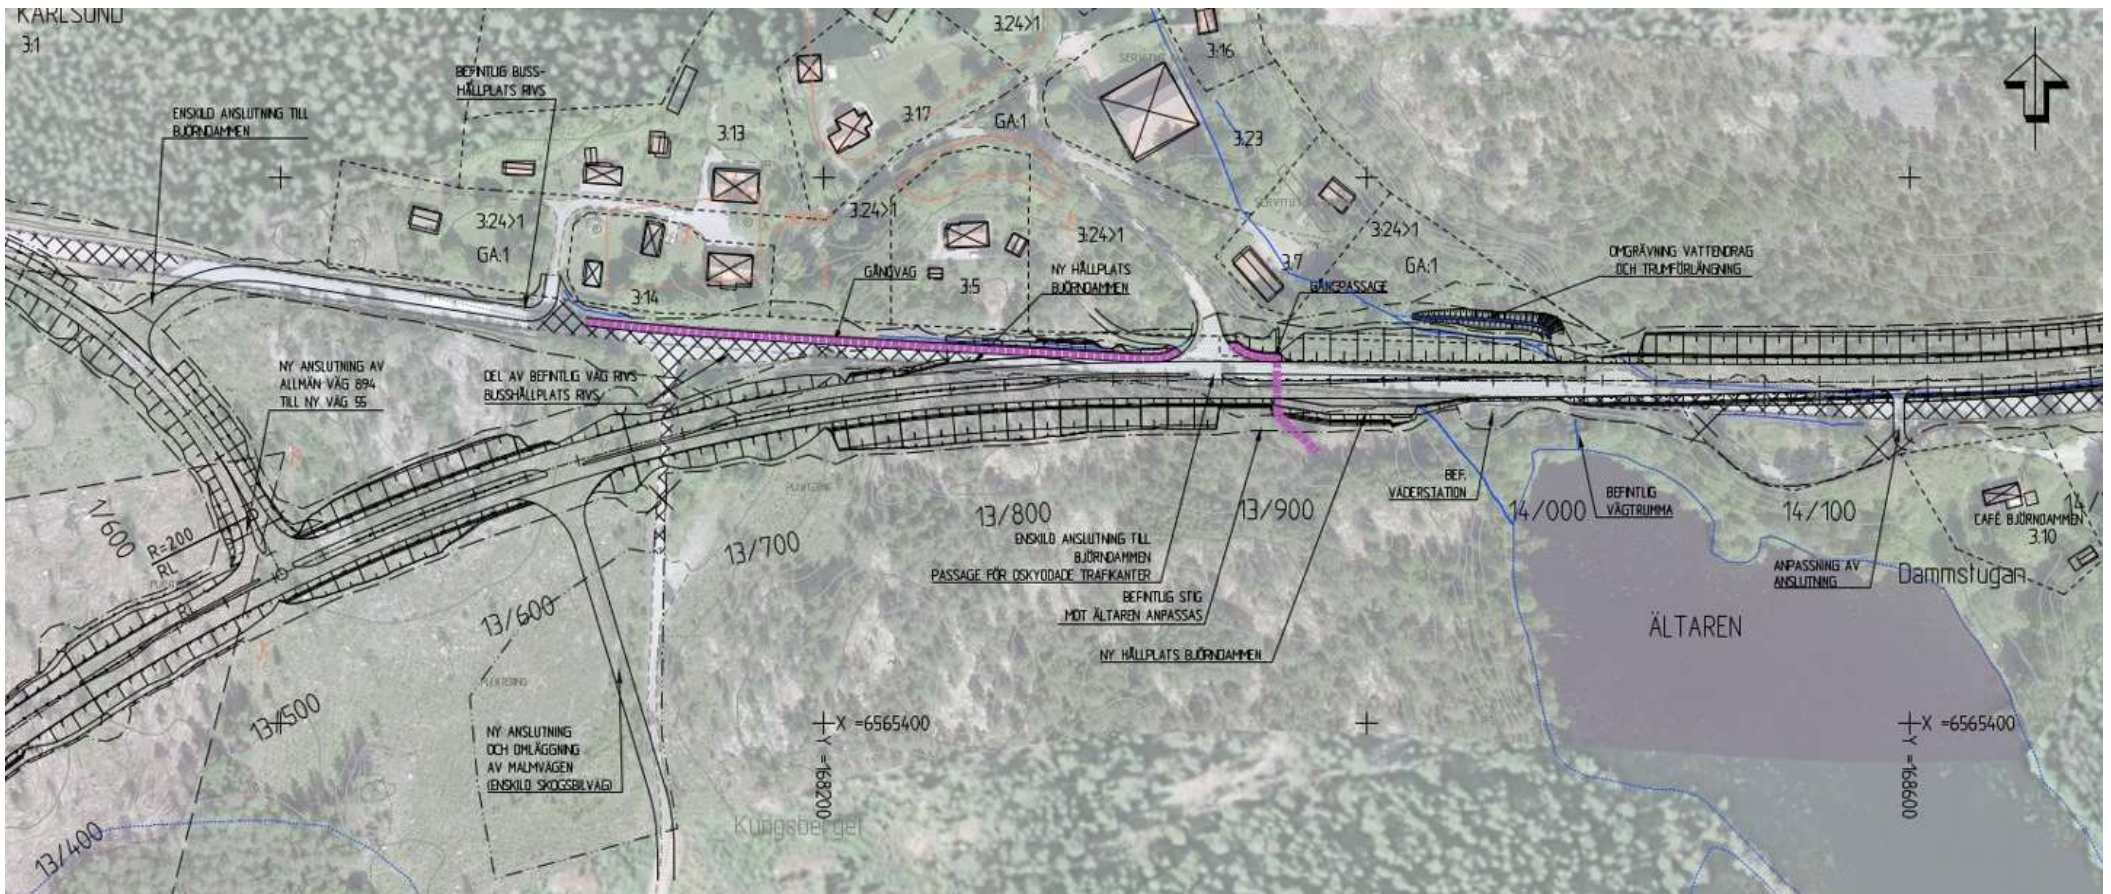 KARLSUND
3:1
3:24>1
3:16
BEFINTLIG BUSS-
HÅLLPLATS RIVS
ENSKILD ANSLUTNING TILL
BJÖRNDAMMEN
3:13
3:17
GA:1
3:23
3:24>1
GA:1
3:24>1
3:24>1
3:24>1
GA:1
OMGRÄVNING VATTENDRAG
OCH TRUMFÖRLÄNGNING
3:14
GÅNGVÄG
3:5
NY HÅLLPLATS
BJÖRNDAMMEN
3:7
GÅNGPASSAGE
NY ANSLUTNING AV
ALLMÄN VÄG 894
TILL NY VÄG 55
DEL AV BEFINTLIG VÄG RIVS
BUSSHÅLLPLATS RIVS
BEF.
VÄDERSTATION
BEFINTLIG
VÄGTRUMMA
1/600
R=200
RL
RL
13/400
13/500
13/600
13/700
13/800
13/900
14/000
14/100
14/
PLANTERING
PLANTERING
ENSKILD ANSLUTNING TILL
BJÖRNDAMMEN
PASSAGE FÖR OSKYDDADE TRAFIKANTER
BEFINTLIG STIG
MOT ÄLTAREN ANPASSAS
NY HÅLLPLATS BJÖRNDAMMEN
ANPASSNING AV
ANSLUTNING
CAFÉ BJÖRNDAMMEN
3:10
Dammstugan
ÄLTAREN
NY ANSLUTNING
OCH OMLÄGGNING
AV MALMVÄGEN
(ENSKILD SKOGSBILVÄG)
X =6565400
Y =168200
X =6565400
Y =168600
Kungsberget